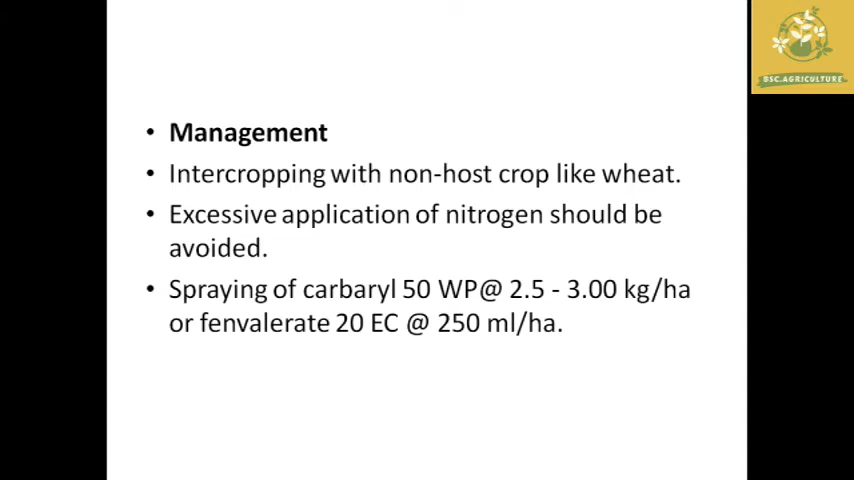 BSC.AGRICULTURE
• Management
• Intercropping with non-host crop like wheat.
• Excessive application of nitrogen should be
avoided.
• Spraying of carbaryl 50 WP@ 2.5 - 3.00 kg/ha
or fenvalerate 20 EC @ 250 ml/ha.